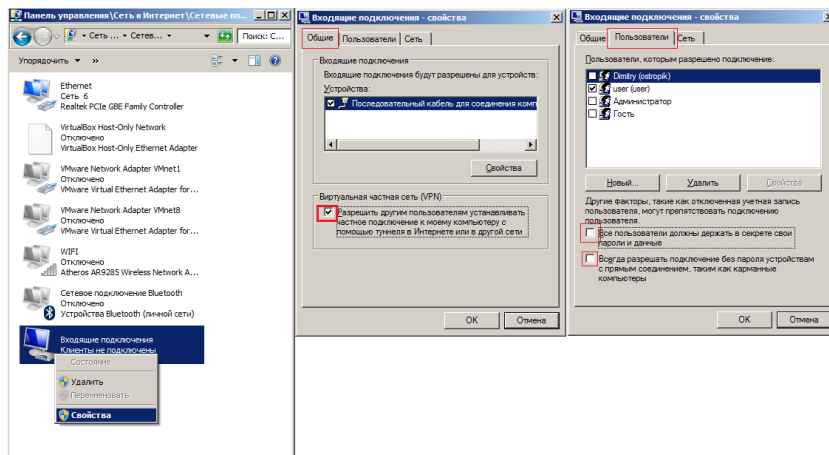 Панель управления\Сеть и Интернет\Сетевые по...
Сеть ... Сетев...
Поиск: С...
Упорядочить »
Ethernet
Сеть 6
Realtek PCIe GBE Family Controller
VirtualBox Host-Only Network
Отключено
VirtualBox Host-Only Ethernet Adapter
VMware Network Adapter VMnet1
Отключено
VMware Virtual Ethernet Adapter for...
VMware Network Adapter VMnet8
Отключено
VMware Virtual Ethernet Adapter for...
WIFI
Отключено
Atheros AR9285 Wireless Network A...
Сетевое подключение Bluetooth
Отключено
Устройства Bluetooth (личной сети)
Входящие подключения
Клиенты не подключены
Состояние
Удалить
Переименовать
Свойства
Входящие подключения - свойства
Общие Пользователи Сеть
Входящие подключения
Входящие подключения будут разрешены для устройств:
Устройства:
Последовательный кабель для соединения комп
Свойства
Виртуальная частная сеть (VPN)
Разрешить другим пользователям устанавливать
частное подключение к моему компьютеру с
помощью туннеля в Интернете или в другой сети
OK Отмена
Входящие подключения - свойства
Общие Пользователи Сеть
Пользователи, которым разрешено подключение:
Dimitry (ostropik)
user (user)
Администратор
Гость
Новый... Удалить Свойства
Другие факторы, такие как отключенная учетная запись
пользователя, могут препятствовать подключению
пользователя.
Все пользователи должны держать в секрете свои
пароли и данные
Всегда разрешать подключение без пароля устройствам
с прямым соединением, таким как карманные
компьютеры
OK Отмена